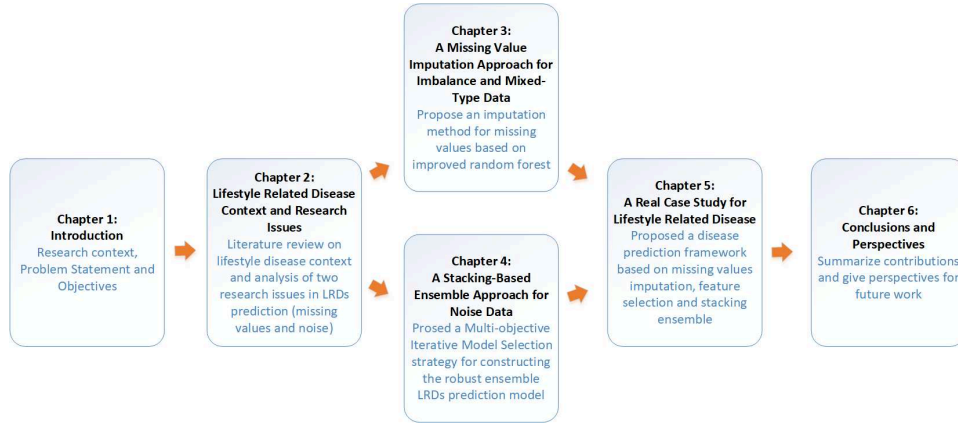 Chapter 1:
Introduction
Research context,
Problem Statement and
Objectives
Chapter 2:
Lifestyle Related Disease
Context and Research
Issues
Literature review on
lifestyle disease context
and analysis of two
research issues in LRDs
prediction (missing
values and noise)
Chapter 3:
A Missing Value
Imputation Approach for
Imbalance and Mixed-
Type Data
Propose an imputation
method for missing
values based on
improved random forest
Chapter 4:
A Stacking-Based
Ensemble Approach for
Noise Data
Prosed a Multi-objective
Iterative Model Selection
strategy for constructing
the robust ensemble
LRDs prediction model
Chapter 5:
A Real Case Study for
Lifestyle Related Disease
Proposed a disease
prediction framework
based on missing values
imputation, feature
selection and stacking
ensemble
Chapter 6:
Conclusions and
Perspectives
Summarize contributions
and give perspectives for
future work